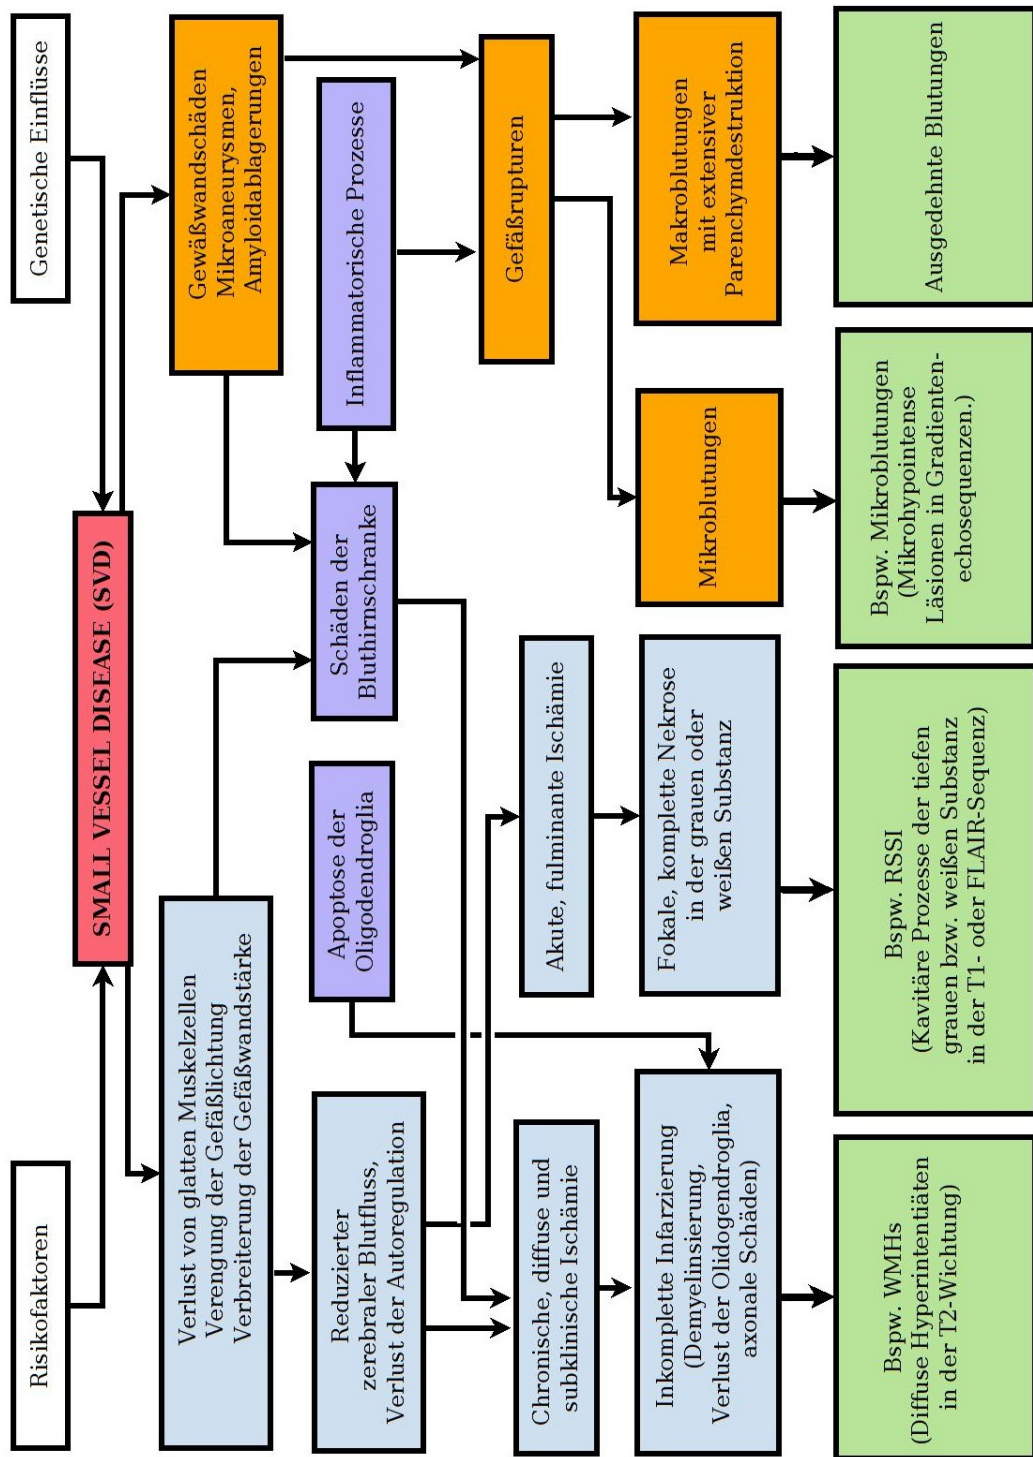 Risikofaktoren
Genetische Einflüsse
SMALL VESSEL DISEASE (SVD)
Verlust von glatten Muskelzellen
Verengung der Gefäßlichtung
Verbreiterung der Gefäßwandstärke
Gewäßwandschäden
Mikroaneurysmen,
Amyloidablagerungen
Reduzierter
zerebraler Blutfluss,
Verlust der Autoregulation
Apoptose der
Oligodendroglia
Schäden der
Bluthirnschranke
Inflammatorische Prozesse
Chronische, diffuse und
subklinische Ischämie
Akute, fulminante Ischämie
Gefäßrupturen
Inkomplette Infarzierung
(Demyelinsierung,
Verlust der Olidogendroglia,
axonale Schäden)
Fokale, komplette Nekrose
in der grauen oder
weißen Substanz
Mikroblutungen
Makroblutungen
mit extensiver
Parenchymdestruktion
Bspw. WMHs
(Diffuse Hyperintentiäten
in der T2-Wichtung)
Bspw. RSSI
(Kavitäre Prozesse der tiefen
grauen bzw. weißen Substanz
in der T1- oder FLAIR-Sequenz)
Bspw. Mikroblutungen
(Mikrohypointense
Läsionen in Gradienten-
echosequenzen.)
Ausgedehnte Blutungen